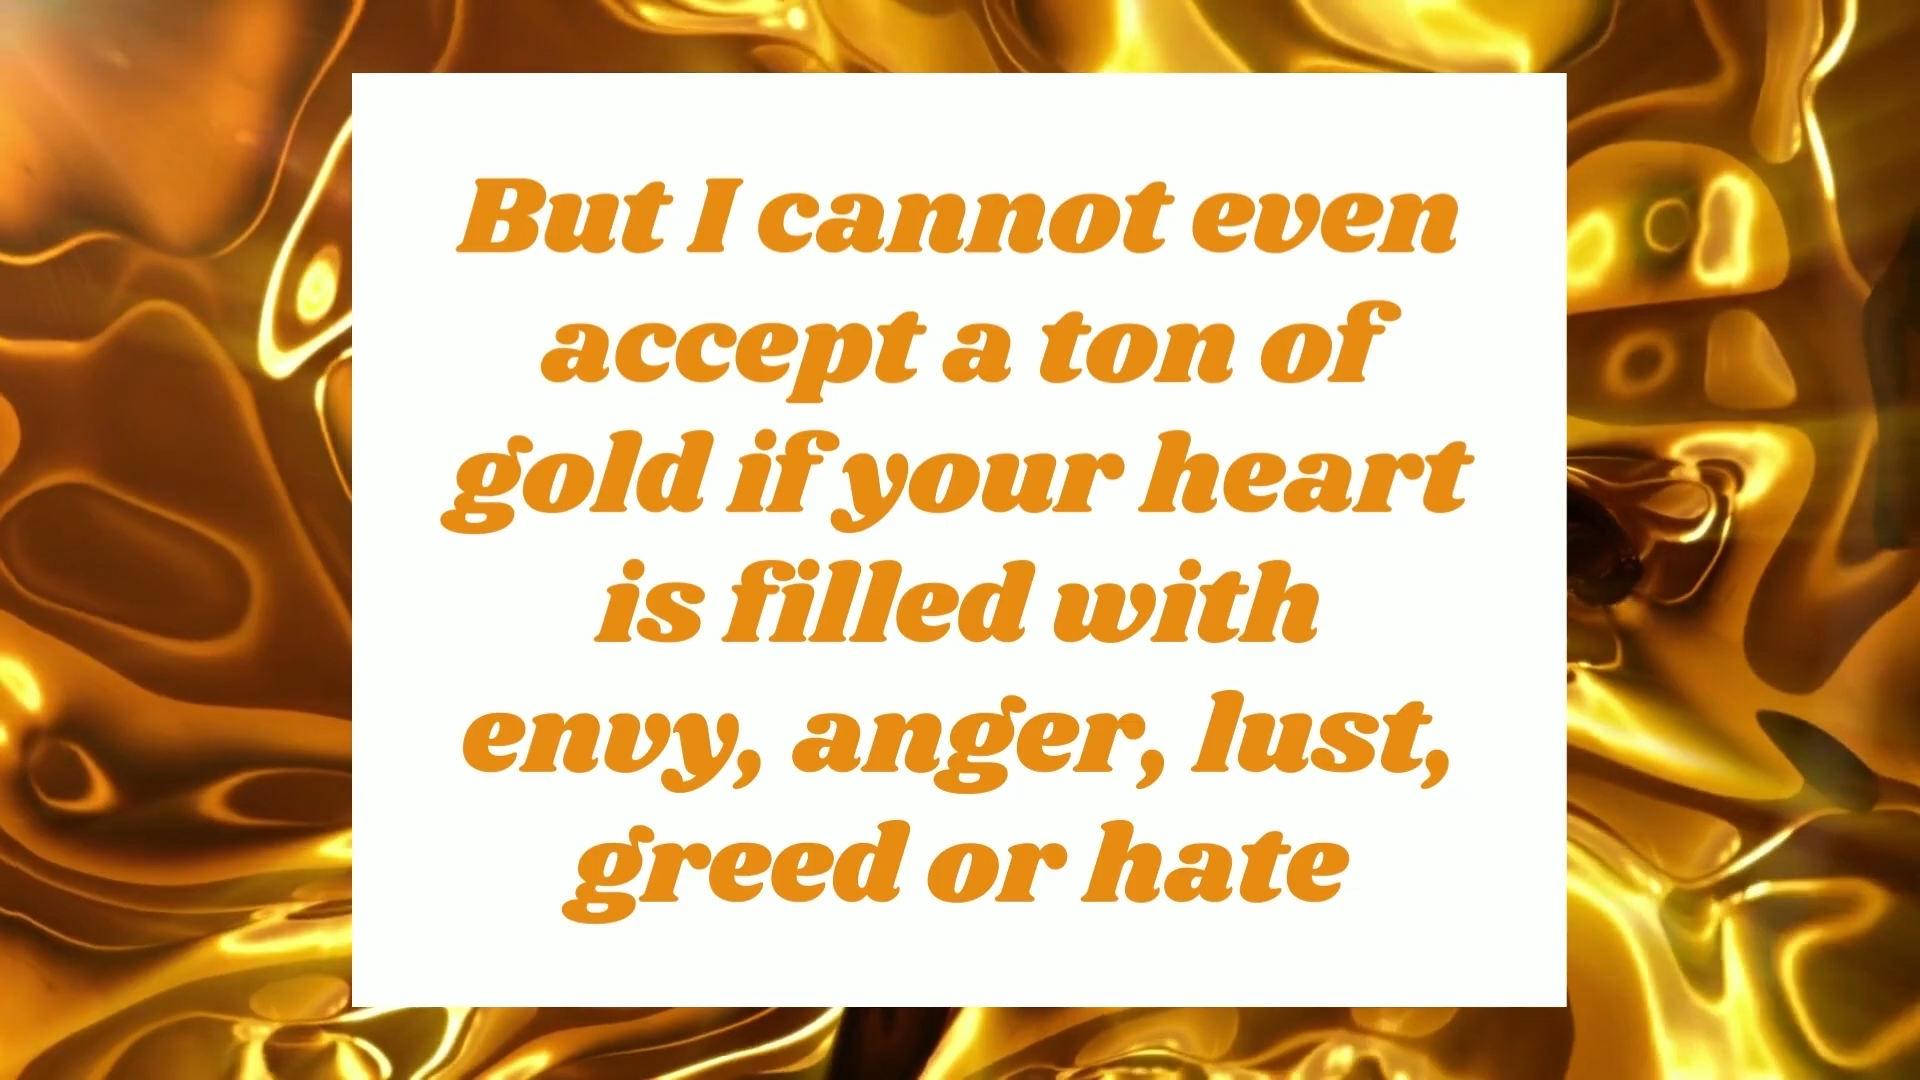 But I cannot even
accept a ton of
gold if your heart
is filled with
envy, anger, lust,
greed or hate